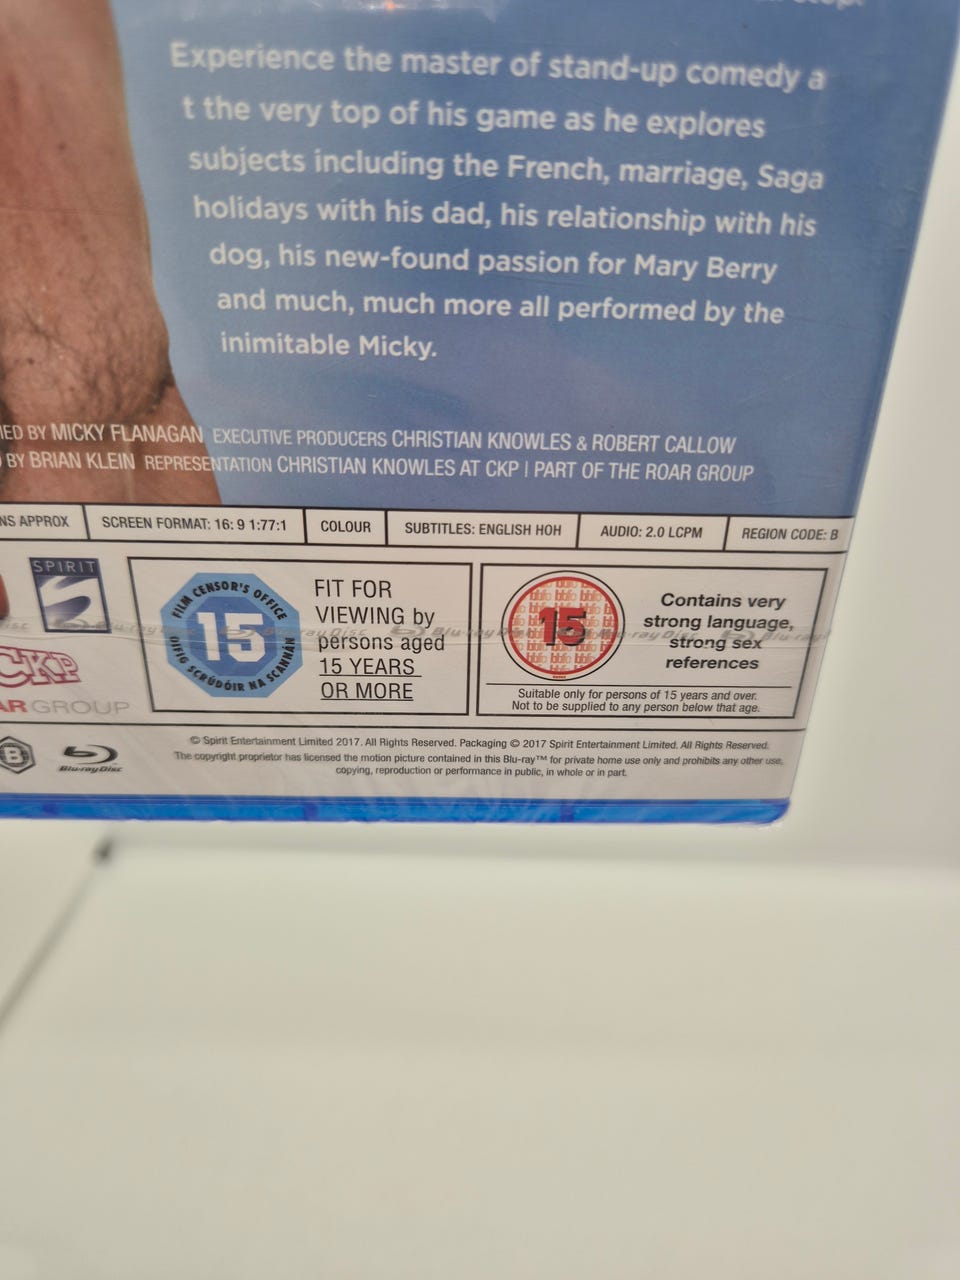 Experience the master of stand-up comedy a
t the very top of his game as he explores
subjects including the French, marriage, Saga
holidays with his dad, his relationship with his
dog, his new-found passion for Mary Berry
and much, much more all performed by the
inimitable Micky.
BY MICKY FLANAGAN EXECUTIVE PRODUCERS CHRISTIAN KNOWLES & ROBERT CALLOW
BY BRIAN KLEIN REPRESENTATION CHRISTIAN KNOWLES AT CKP | PART OF THE ROAR GROUP
NS APPROX
SCREEN FORMAT: 16: 9 1:77:1
COLOUR
SUBTITLES: ENGLISH HOH
AUDIO: 2.0 LCPM
REGION CODE: B
SPIRIT
CKP
AR GROUP
B
Blu-ray Disc
FILM CENSOR'S OFFICE
15
OIFIG SCRÚDÓIR NA SCANNÁN
FIT FOR
VIEWING by
persons aged
15 YEARS
OR MORE
bbfc
15
Contains very
strong language,
strong sex
references
Suitable only for persons of 15 years and over.
Not to be supplied to any person below that age.
© Spirit Entertainment Limited 2017. All Rights Reserved. Packaging © 2017 Spirit Entertainment Limited. All Rights Reserved.
The copyright proprietor has licensed the motion picture contained in this Blu-ray™ for private home use only and prohibits any other use,
copying, reproduction or performance in public, in whole or in part.